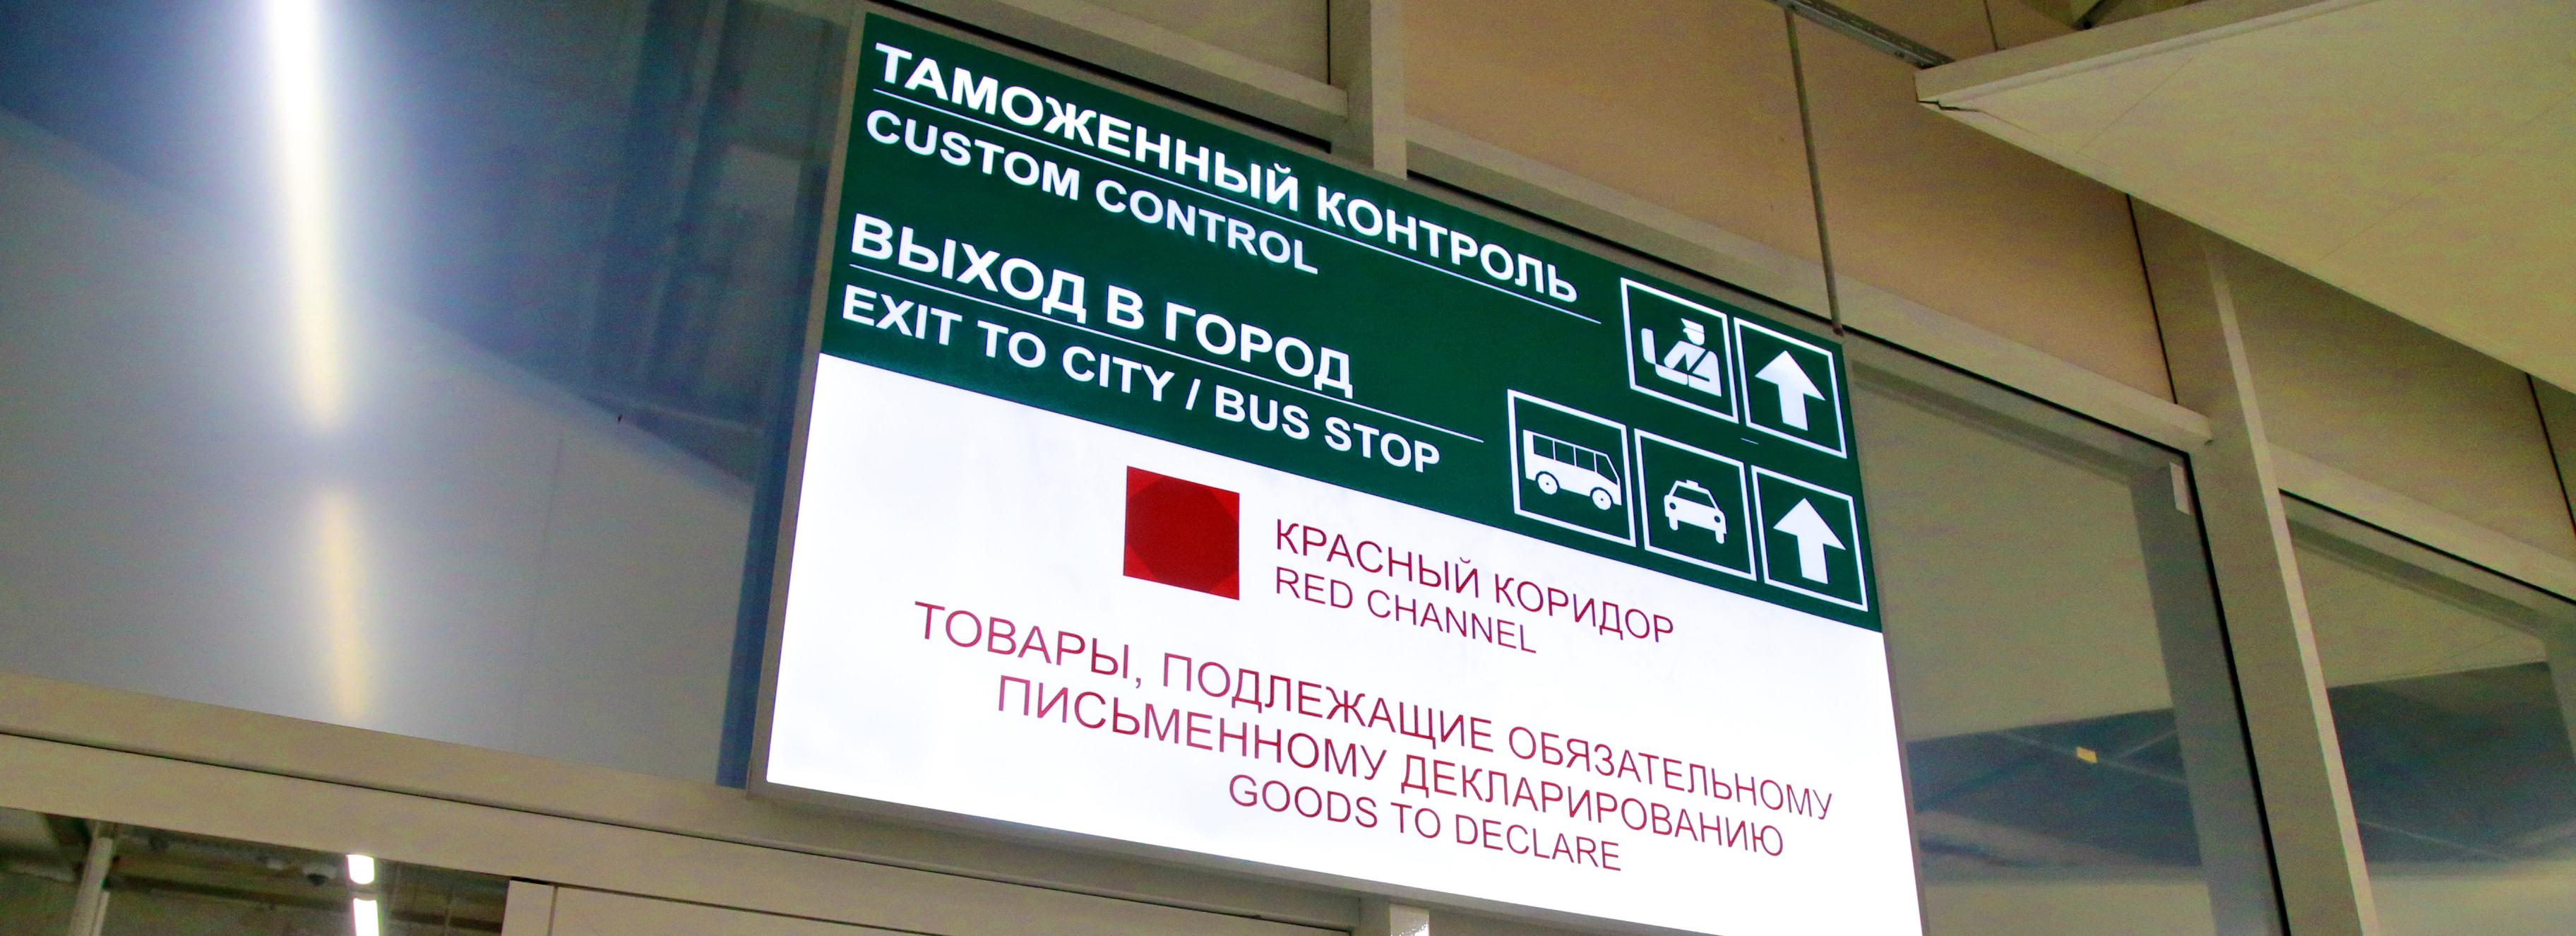 ТАМОЖЕННЫЙ КОНТРОЛЬ
CUSTOM CONTROL
ВЫХОД В ГОРОД
EXIT TO CITY / BUS STOP
КРАСНЫЙ КОРИДОР
RED CHANNEL
ТОВАРЫ, ПОДЛЕЖАЩИЕ ОБЯЗАТЕЛЬНОМУ
ПИСЬМЕННОМУ ДЕКЛАРИРОВАНИЮ
GOODS TO DECLARE